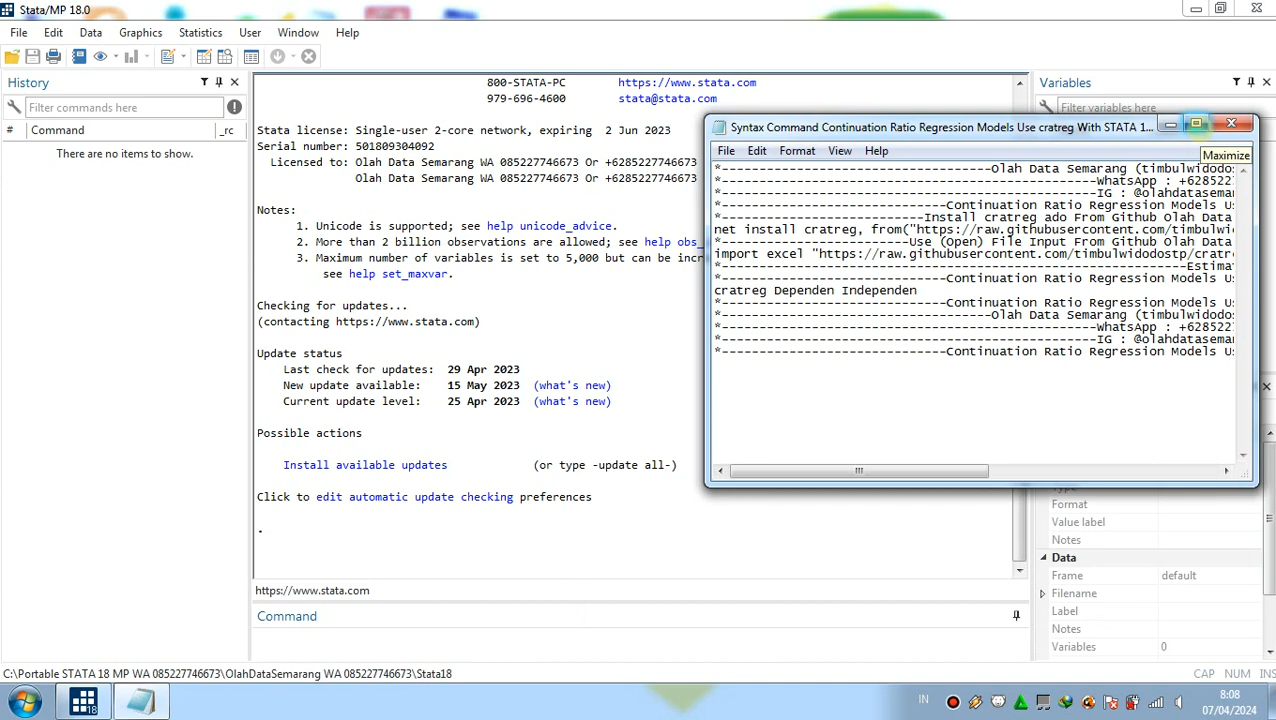 Stata/MP 18.0
File Edit Data Graphics Statistics User Window Help
History
Filter commands here
# Command _rc
There are no items to show.
800-STATA-PC https://www.stata.com
979-696-4600 stata@stata.com
Stata license: Single-user 2-core network, expiring 2 Jun 2023
Serial number: 501809304092
Licensed to: Olah Data Semarang WA 085227746673 Or +6285227746673
Olah Data Semarang WA 085227746673 Or +6285227746673
Notes:
1. Unicode is supported; see help unicode_advice.
2. More than 2 billion observations are allowed; see help obs_
3. Maximum number of variables is set to 5,000 but can be incr
see help set_maxvar.
Checking for updates...
(contacting https://www.stata.com)
Update status
Last check for updates: 29 Apr 2023
New update available: 15 May 2023 (what's new)
Current update level: 25 Apr 2023 (what's new)
Possible actions
Install available updates (or type -update all-)
Click to edit automatic update checking preferences
.
https://www.stata.com
Command
Variables
Filter variables here
Syntax Command Continuation Ratio Regression Models Use cratreg With STATA 1...
Maximize
File Edit Format View Help
*------------------------------------Olah Data Semarang (timbulwidodos
*--------------------------------------------------WhatsApp : +628522
*--------------------------------------------------IG : @olahdatasema
*------------------------------Continuation Ratio Regression Models U
*---------------------------Install cratreg ado From Github Olah Data
net install cratreg, from("https://raw.githubusercontent.com/timbulwi
*-------------------------Use (Open) File Input From Github Olah Data
import excel "https://raw.githubusercontent.com/timbulwidodostp/cratr
*--------------------------------------------------------------Estima
*------------------------------Continuation Ratio Regression Models U
cratreg Dependen Independen
*------------------------------Continuation Ratio Regression Models U
*------------------------------------Olah Data Semarang (timbulwidodos
*--------------------------------------------------WhatsApp : +628522
*--------------------------------------------------IG : @olahdatasema
*------------------------------Continuation Ratio Regression Models U
Format
Value label
Notes
Data
Frame default
Filename
Label
Notes
Variables 0
C:\Portable STATA 18 MP WA 085227746673\OlahDataSemarang WA 085227746673\Stata18
CAP NUM INS
18
IN
8:08
07/04/2024